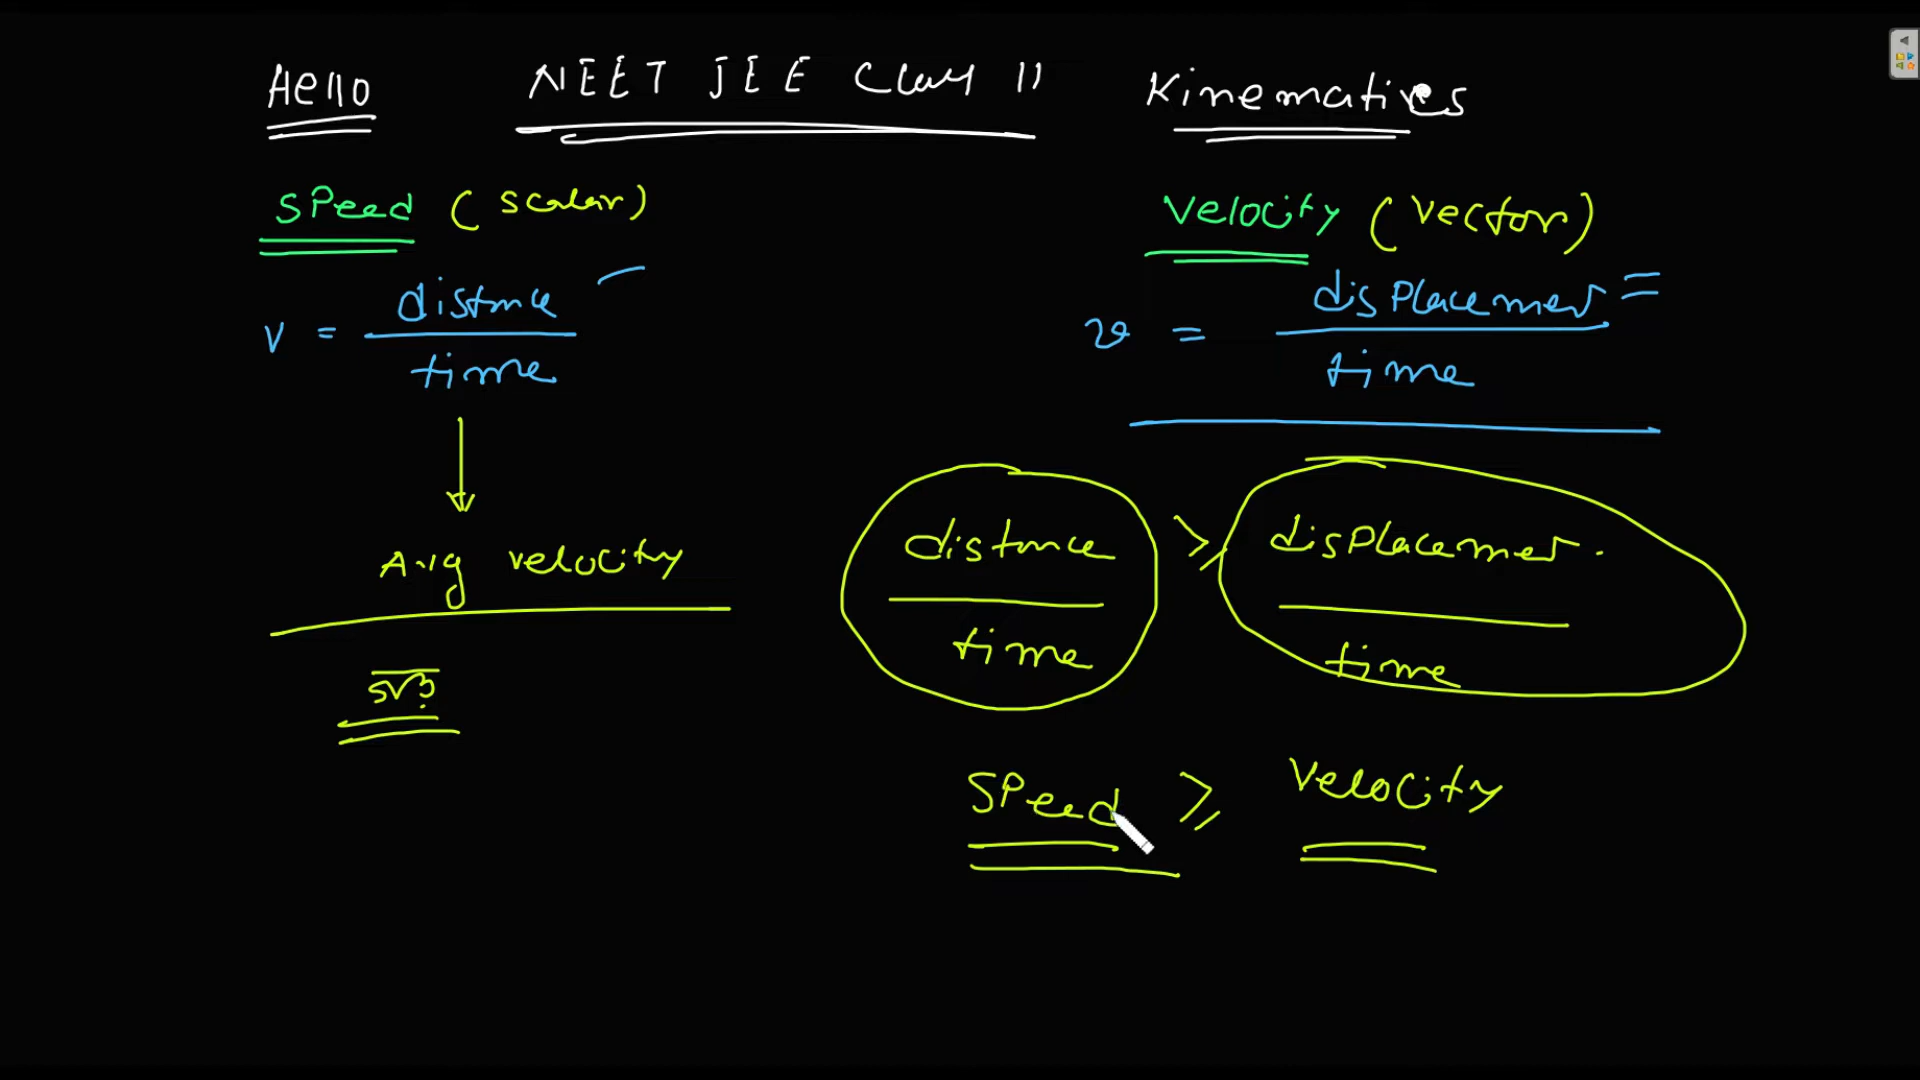 Hello NEET JEE Class 11 Kinematics
speed (scalar) velocity (vector)
v = distance / time v = displacement / time
Avg velocity
distance / time ≥ displacement / time
speed ≥ velocity